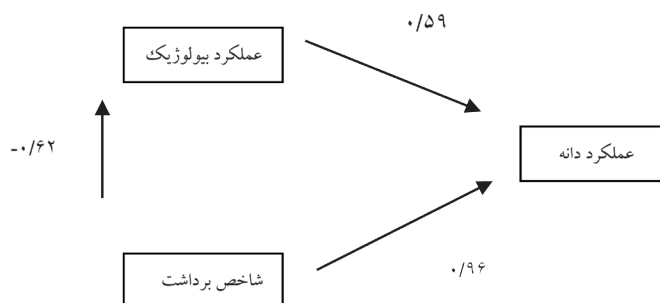 ۰/۵۹
عملکرد بیولوژیک
-۰/۶۲
عملکرد دانه
شاخص برداشت
۰/۹۶